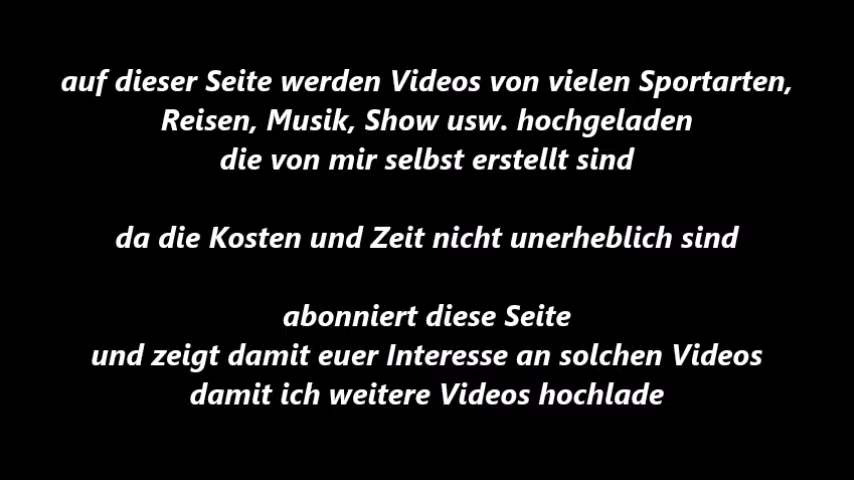 auf dieser Seite werden Videos von vielen Sportarten,
Reisen, Musik, Show usw. hochgeladen
die von mir selbst erstellt sind
da die Kosten und Zeit nicht unerheblich sind
abonniert diese Seite
und zeigt damit euer Interesse an solchen Videos
damit ich weitere Videos hochlade